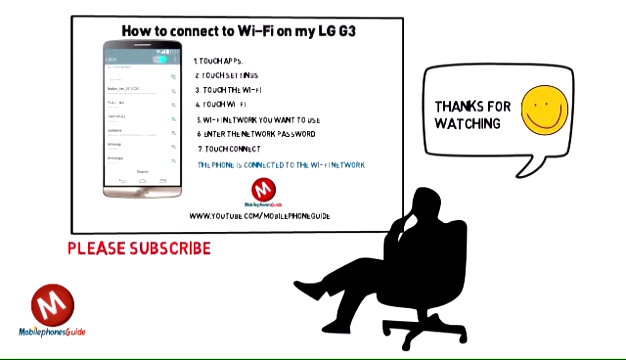 How to connect to Wi-Fi on my LG G3
1. TOUCH APPS.
2. TOUCH SETTINGS
3. TOUCH THE WI-FI
4. TOUCH WI-FI
5. WI-FI NETWORK YOU WANT TO USE
6. ENTER THE NETWORK PASSWORD
7. TOUCH CONNECT
THE PHONE IS CONNECTED TO THE WI-FI NETWORK
M
MobilephonesGuide
WWW.YOUTUBE.COM/MOBILEPHONEGUIDE
THANKS FOR
WATCHING
PLEASE SUBSCRIBE
M
MobilephonesGuide